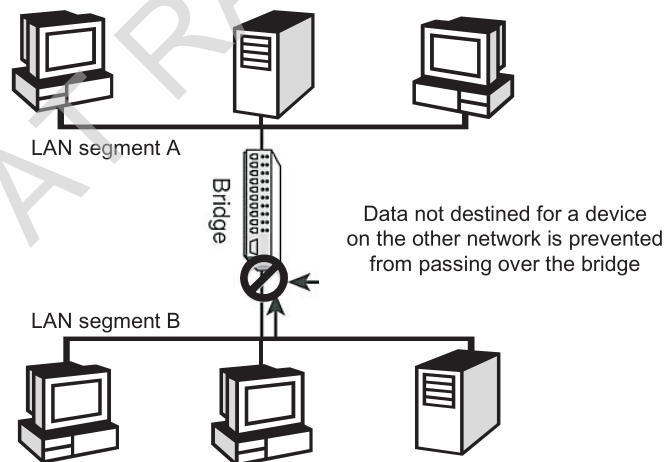 LAN segment A
Bridge
Data not destined for a device
on the other network is prevented
from passing over the bridge
LAN segment B